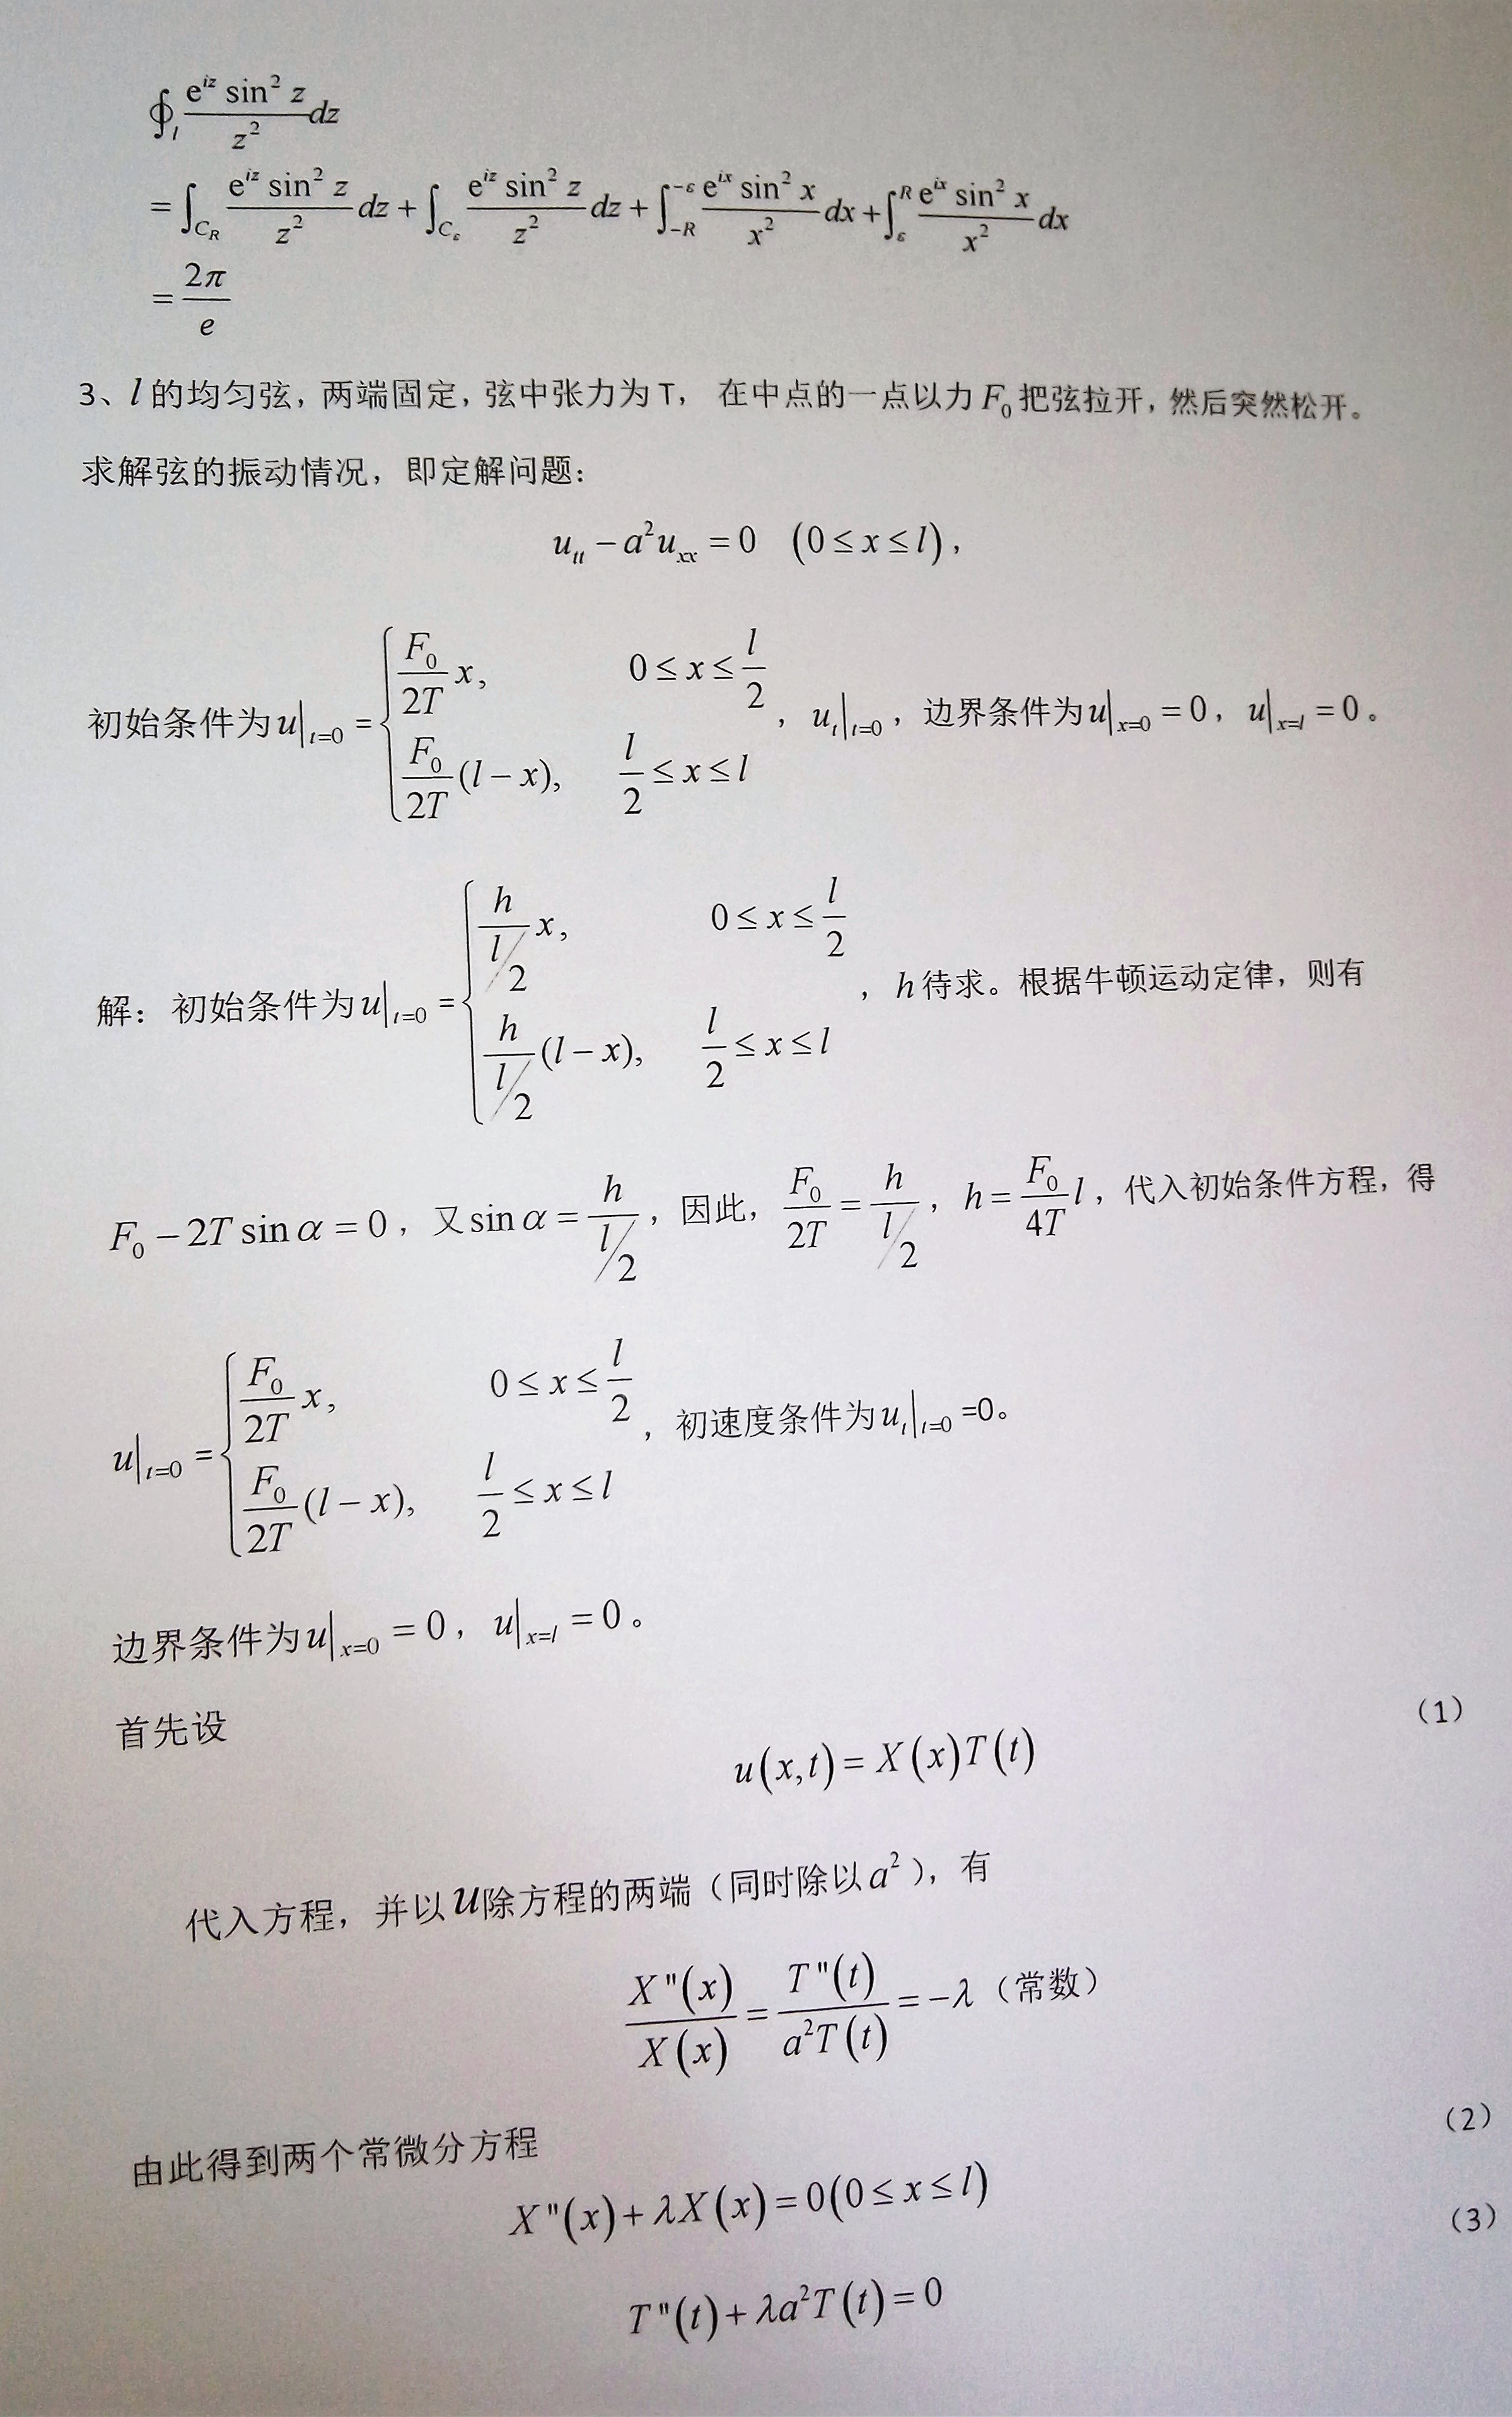 $\oint_l \frac{\mathrm{e}^{iz}\sin^2 z}{z^2}dz$
$=\int_{C_R}\frac{\mathrm{e}^{iz}\sin^2 z}{z^2}dz+\int_{C_\varepsilon}\frac{\mathrm{e}^{iz}\sin^2 z}{z^2}dz+\int_{-R}^{-\varepsilon}\frac{\mathrm{e}^{ix}\sin^2 x}{x^2}dx+\int_{\varepsilon}^{R}\frac{\mathrm{e}^{ix}\sin^2 x}{x^2}dx$
$=\frac{2\pi}{e}$
3、$l$ 的均匀弦，两端固定，弦中张力为 T， 在中点的一点以力 $F_0$ 把弦拉开，然后突然松开。
求解弦的振动情况，即定解问题：
$u_{tt}-a^2u_{xx}=0\quad(0\le x\le l)$，
初始条件为 $u|_{t=0}=\begin{cases}\frac{F_0}{2T}x, & 0\le x\le\frac{l}{2}\\ \frac{F_0}{2T}(l-x), & \frac{l}{2}\le x\le l\end{cases}$，$u_t|_{t=0}$，边界条件为 $u|_{x=0}=0$，$u|_{x=l}=0$。
解：初始条件为 $u|_{t=0}=\begin{cases}\frac{h}{l/2}x, & 0\le x\le\frac{l}{2}\\ \frac{h}{l/2}(l-x), & \frac{l}{2}\le x\le l\end{cases}$，$h$ 待求。根据牛顿运动定律，则有
$F_0-2T\sin\alpha=0$，又 $\sin\alpha=\frac{h}{l/2}$，因此，$\frac{F_0}{2T}=\frac{h}{l/2}$，$h=\frac{F_0}{4T}l$，代入初始条件方程，得
$u|_{t=0}=\begin{cases}\frac{F_0}{2T}x, & 0\le x\le\frac{l}{2}\\ \frac{F_0}{2T}(l-x), & \frac{l}{2}\le x\le l\end{cases}$，初速度条件为 $u_t|_{t=0}$=0。
边界条件为 $u|_{x=0}=0$，$u|_{x=l}=0$。
首先设
（1）
$u(x,t)=X(x)T(t)$
代入方程，并以 $u$ 除方程的两端（同时除以 $a^2$），有
$\frac{X''(x)}{X(x)}=\frac{T''(t)}{a^2T(t)}=-\lambda$（常数）
由此得到两个常微分方程
（2）
$X''(x)+\lambda X(x)=0(0\le x\le l)$
（3）
$T''(t)+\lambda a^2T(t)=0$